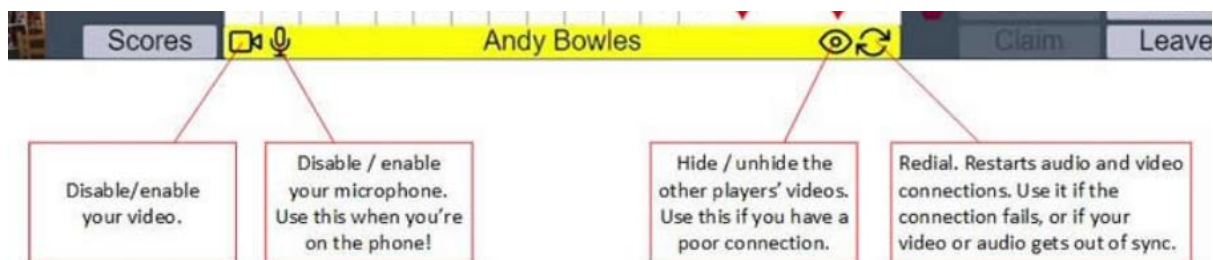 Scores
Andy Bowles
Claim
Leave
Disable/enable
your video.
Disable / enable
your microphone.
Use this when you're
on the phone!
Hide / unhide the
other players' videos.
Use this if you have a
poor connection.
Redial. Restarts audio and video
connections. Use it if the
connection fails, or if your
video or audio gets out of sync.